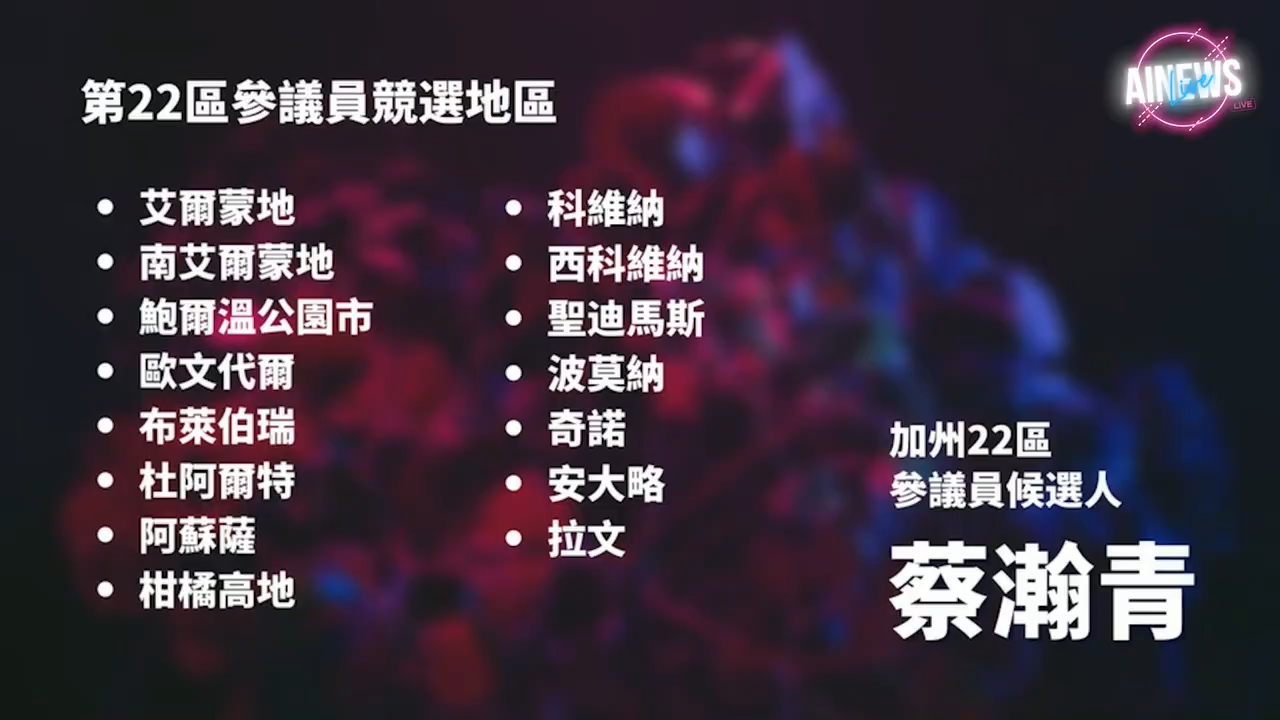 第22區參議員競選地區
AINEWS
Live
LIVE
艾爾蒙地
南艾爾蒙地
鮑爾溫公園市
歐文代爾
布萊伯瑞
杜阿爾特
阿蘇薩
柑橘高地
科維納
西科維納
聖迪馬斯
波莫納
奇諾
安大略
拉文
加州22區
參議員候選人
蔡瀚青